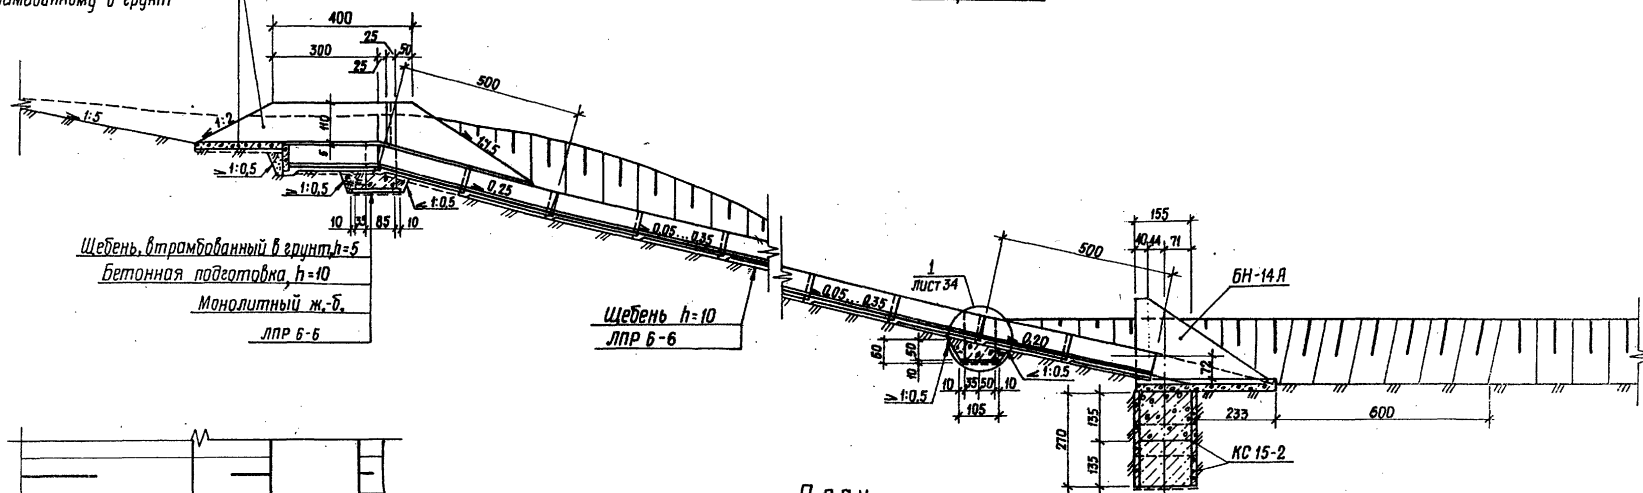 400
25
300
50
25
500
1:5
1:2
110
1:1,5
1:0,5
1:0,5
0,25
1:0,5
10 35 85 10
0,05...0,35
Щебень, втрамбованный в грунт, h=5
Бетонная подготовка, h=10
Монолитный ж.-б.
ЛПР 6-6
Щебень h=10
ЛПР 6-6
0,05...0,35
1
лист 34
500
155
40 44 71
БН-14А
0,20
60
50
10
1:0,5
1:0,5
10 35 50 10
105
72
233
600
270
135
135
КС 15-2
План